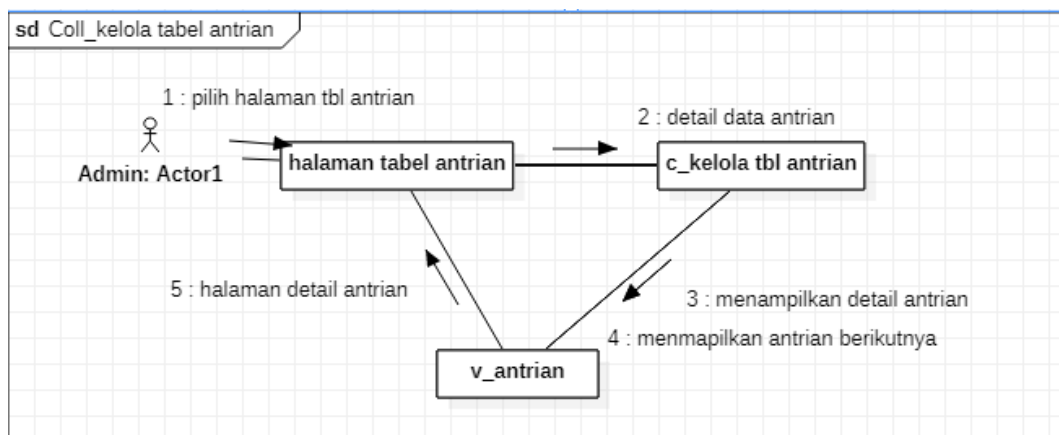 sd Coll_kelola tabel antrian
1 : pilih halaman tbl antrian
2 : detail data antrian
Admin: Actor1
halaman tabel antrian
c_kelola tbl antrian
5 : halaman detail antrian
3 : menampilkan detail antrian
4 : menmapilkan antrian berikutnya
v_antrian